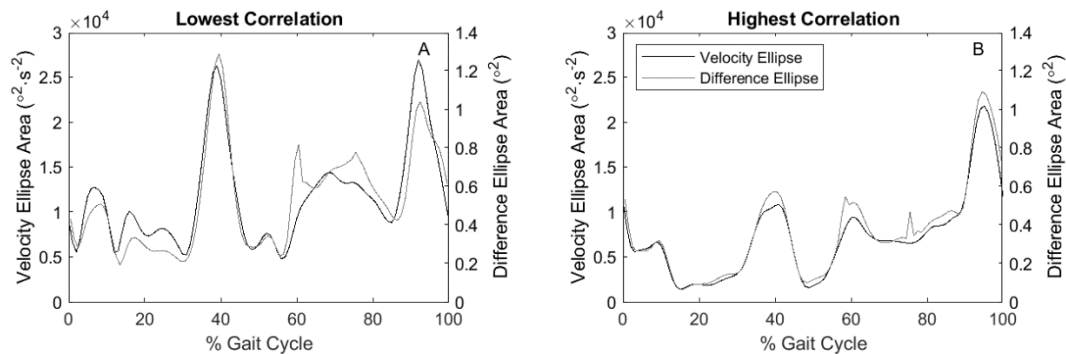 Lowest Correlation
×10^4
A
Velocity Ellipse Area (°^2·s^-2)
3
2.5
2
1.5
1
0.5
0
Difference Ellipse Area (°^2)
1.4
1.2
1
0.8
0.6
0.4
0.2
0
0 20 40 60 80 100
% Gait Cycle
Highest Correlation
×10^4
B
Velocity Ellipse
Difference Ellipse
Velocity Ellipse Area (°^2·s^-2)
3
2.5
2
1.5
1
0.5
0
Difference Ellipse Area (°^2)
1.4
1.2
1
0.8
0.6
0.4
0.2
0
0 20 40 60 80 100
% Gait Cycle